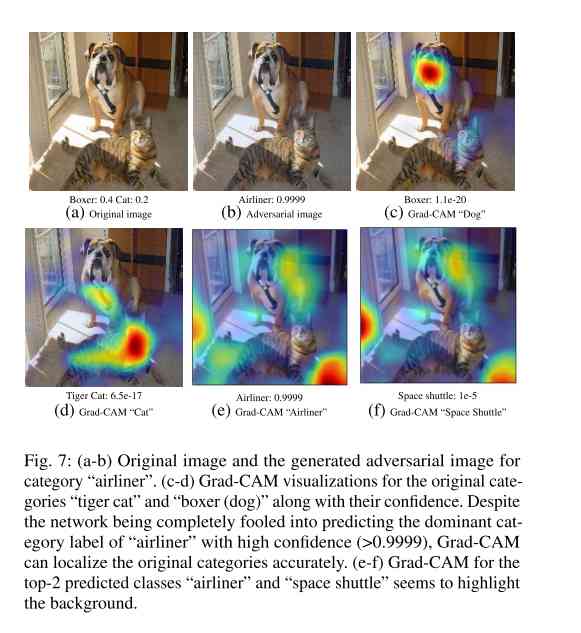 Boxer: 0.4 Cat: 0.2
(a) Original image
Airliner: 0.9999
(b) Adversarial image
Boxer: 1.1e-20
(c) Grad-CAM “Dog”
Tiger Cat: 6.5e-17
(d) Grad-CAM “Cat”
Airliner: 0.9999
(e) Grad-CAM “Airliner”
Space shuttle: 1e-5
(f) Grad-CAM “Space Shuttle”
Fig. 7: (a-b) Original image and the generated adversarial image for
category “airliner”. (c-d) Grad-CAM visualizations for the original cate-
gories “tiger cat” and “boxer (dog)” along with their confidence. Despite
the network being completely fooled into predicting the dominant cat-
egory label of “airliner” with high confidence (>0.9999), Grad-CAM
can localize the original categories accurately. (e-f) Grad-CAM for the
top-2 predicted classes “airliner” and “space shuttle” seems to highlight
the background.